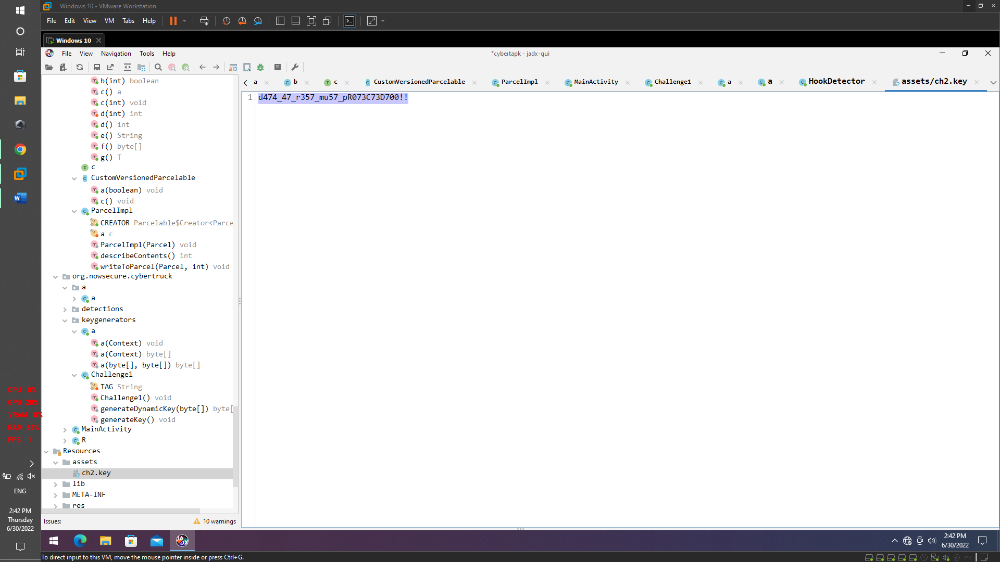 Windows 10 - VMware Workstation
File Edit View VM Tabs Help
Windows 10
File View Navigation Tools Help
*cybertapk - jadx-gui
a b c CustomVersionedParcelable ParcelImpl MainActivity Challenge1 a a HookDetector assets/ch2.key
1 d474_47_r357_mu57_pR073C73D700!!
b(int) boolean
c() a
c(int) void
d(int) int
d() int
e() String
f() byte[]
g() T
c
CustomVersionedParcelable
a(boolean) void
c() void
ParcelImpl
CREATOR Parcelable$Creator<Parce
a c
ParcelImpl(Parcel) void
describeContents() int
writeToParcel(Parcel, int) void
org.nowsecure.cybertruck
a
a
detections
keygenerators
a
a(Context) void
a(Context) byte[]
a(byte[], byte[]) byte[]
Challenge1
TAG String
Challenge1() void
generateDynamicKey(byte[]) byte[
generateKey() void
MainActivity
R
Resources
assets
ch2.key
lib
META-INF
res
Issues: 10 warnings
CPU 8%
GPU 20%
VRAM 8%
RAM 63%
FPS 1
ENG
2:42 PM
Thursday
6/30/2022
2:42 PM
6/30/2022
To direct input to this VM, move the mouse pointer inside or press Ctrl+G.